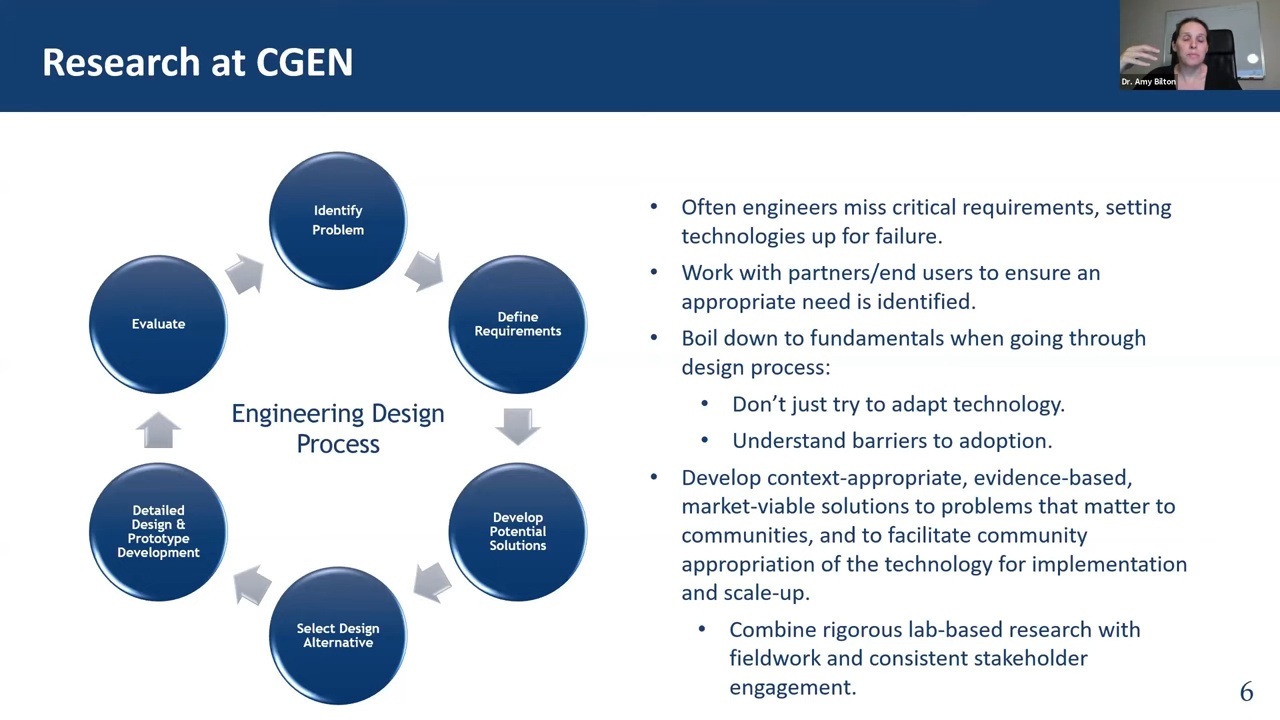 Research at CGEN
Dr. Amy Bilton
Identify
Problem
Define
Requirements
Develop
Potential
Solutions
Select Design
Alternative
Detailed
Design &
Prototype
Development
Evaluate
Engineering Design
Process
• Often engineers miss critical requirements, setting
technologies up for failure.
• Work with partners/end users to ensure an
appropriate need is identified.
• Boil down to fundamentals when going through
design process:
• Don’t just try to adapt technology.
• Understand barriers to adoption.
• Develop context-appropriate, evidence-based,
market-viable solutions to problems that matter to
communities, and to facilitate community
appropriation of the technology for implementation
and scale-up.
• Combine rigorous lab-based research with
fieldwork and consistent stakeholder
engagement.
6